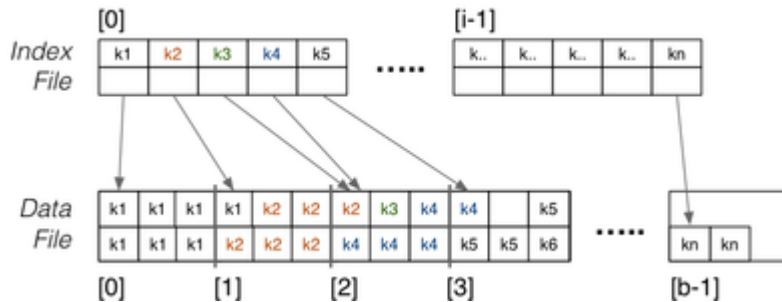 [0] [i-1]
Index File k1 k2 k3 k4 k5 ..... k.. k.. k.. k.. kn
Data File
k1 k1 k1 k1 k2 k2 k2 k3 k4 k4 k5
k1 k1 k1 k2 k2 k2 k4 k4 k4 k5 k5 k6 ..... kn kn
[0] [1] [2] [3] [b-1]